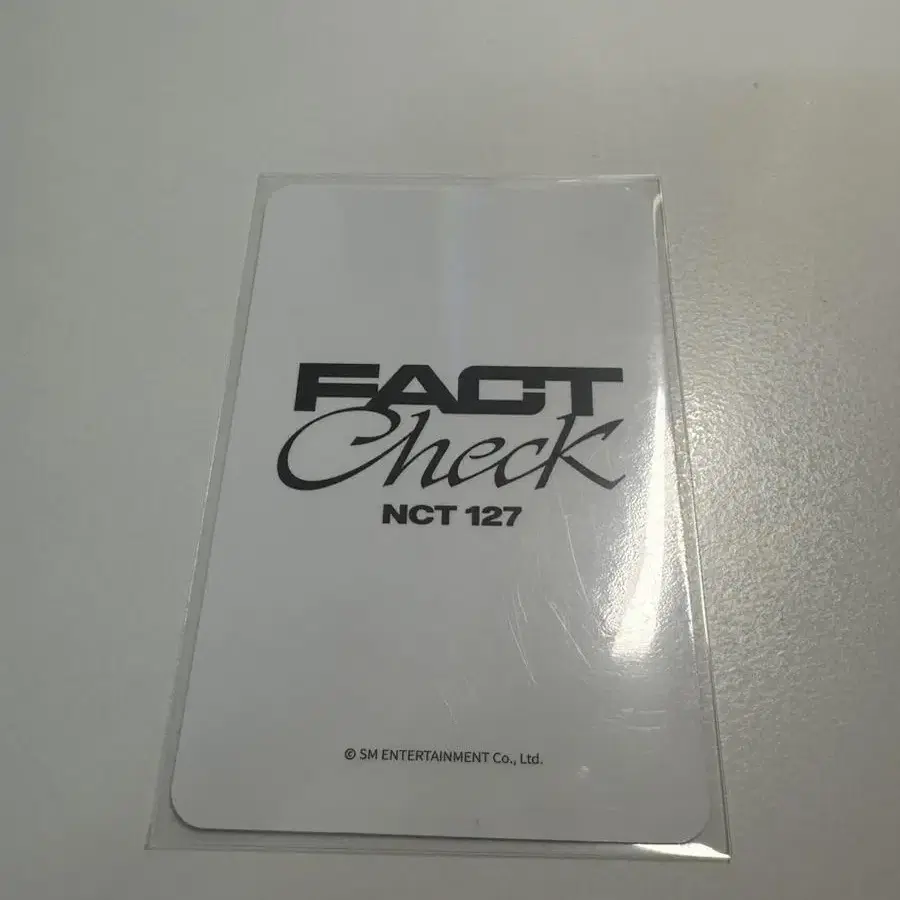 FACT
Check
NCT 127
© SM ENTERTAINMENT Co., Ltd.